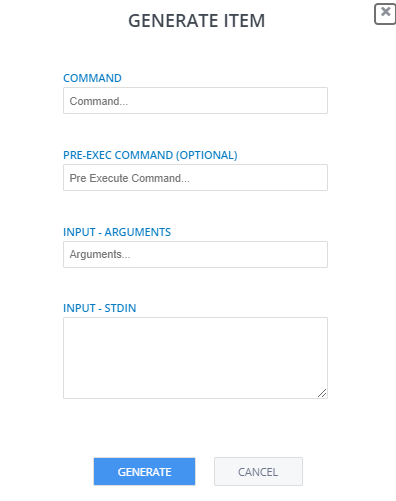 GENERATE ITEM
COMMAND
Command...
PRE-EXEC COMMAND (OPTIONAL)
Pre Execute Command...
INPUT - ARGUMENTS
Arguments...
INPUT - STDIN
GENERATE
CANCEL